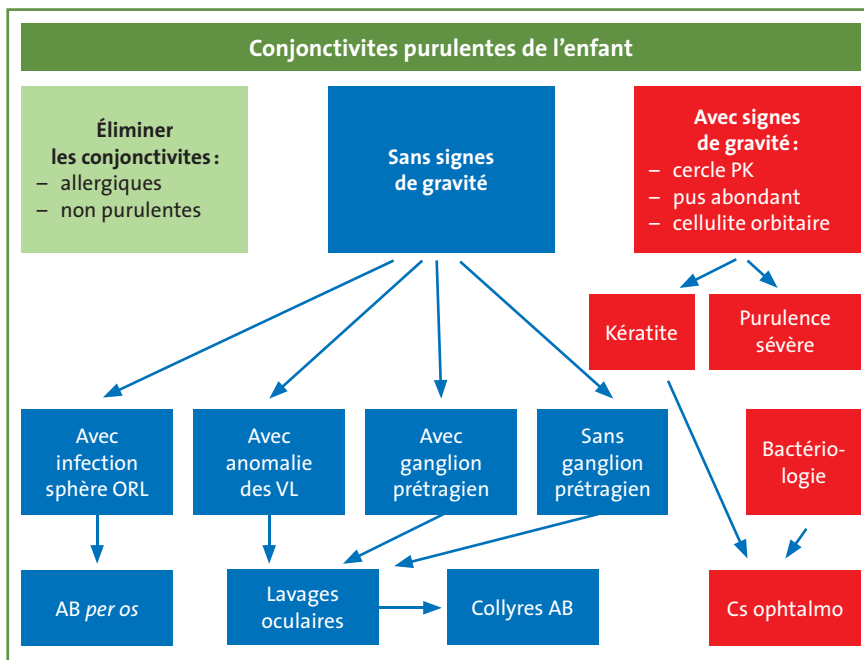 Conjonctivites purulentes de l’enfant
Éliminer
les conjonctivites :
– allergiques
– non purulentes
Sans signes
de gravité
Avec signes
de gravité :
– cercle PK
– pus abondant
– cellulite orbitaire
Kératite
Purulence
sévère
Avec
infection
sphère ORL
Avec
anomalie
des VL
Avec
ganglion
prétragien
Sans
ganglion
prétragien
Bactério-
logie
AB per os
Lavages
oculaires
Collyres AB
Cs ophtalmo